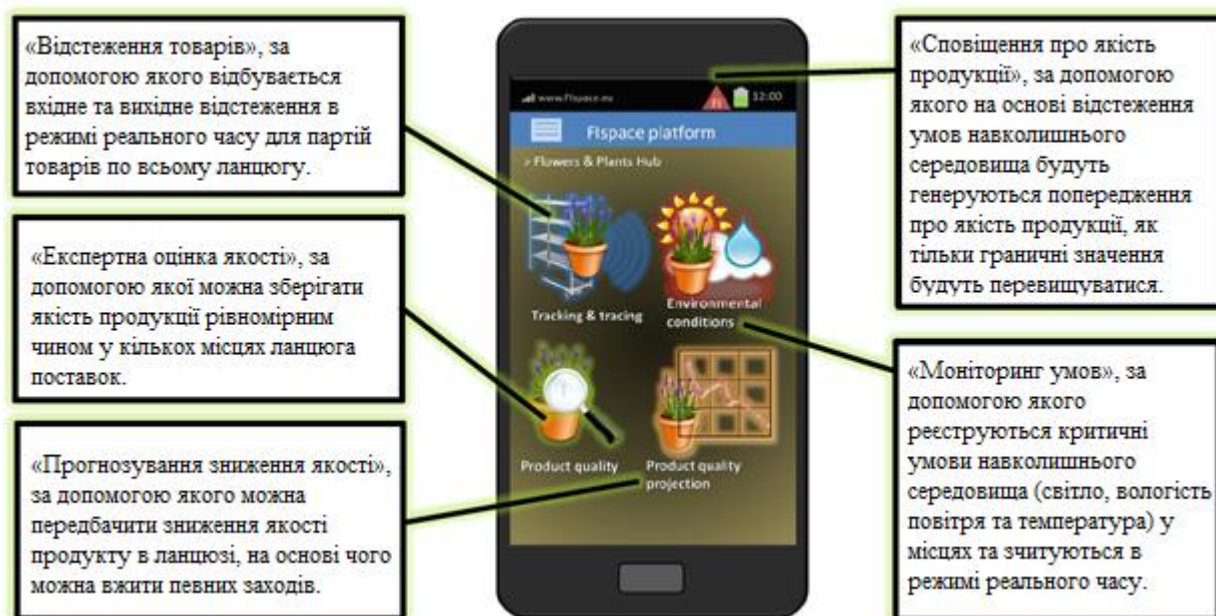 «Відстеження товарів», за
допомогою якого відбувається
вхідне та вихідне відстеження в
режимі реального часу для партій
товарів по всьому ланцюгу.
«Експертна оцінка якості», за
допомогою якої можна зберігати
якість продукції рівномірним
чином у кількох місцях ланцюга
поставок.
«Прогнозування зниження якості»,
за допомогою якого можна
передбачити зниження якості
продукту в ланцюзі, на основі чого
можна вжити певних заходів.
www.FIspace.eu
12:00
FIspace platform
> Flowers & Plants Hub
Tracking & tracing
Environmental
conditions
Product quality
Product quality
projection
«Сповіщення про якість
продукції», за допомогою
якого на основі відстеження
умов навколишнього
середовища будуть
генеруються попередження
про якість продукції, як
тільки граничні значення
будуть перевищуватися.
«Моніторинг умов», за
допомогою якого
реєструються критичні
умови навколишнього
середовища (світло, вологість
повітря та температура) у
місцях та зчитуються в
режимі реального часу.